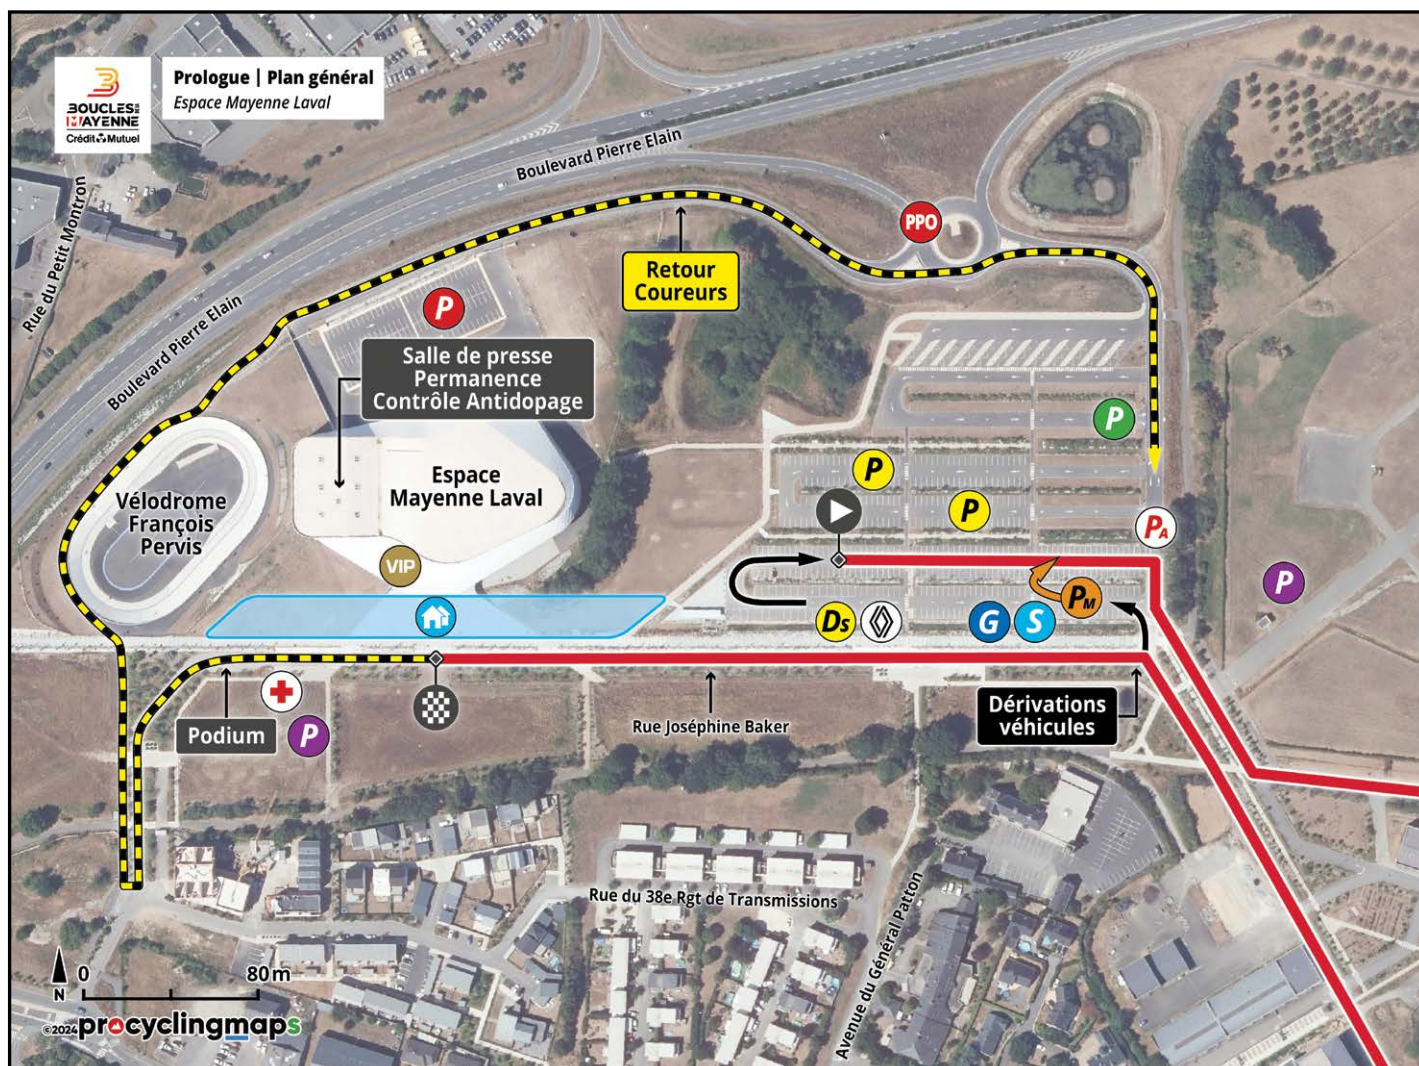 BOUCLES DE LA
MAYENNE
Crédit Mutuel
Prologue | Plan général
Espace Mayenne Laval
Rue du Petit Montron
Boulevard Pierre Elain
Boulevard Pierre Elain
PPO
Retour
Coureurs
P
Salle de presse
Permanence
Contrôle Antidopage
P
P
P
Espace
Mayenne Laval
Vélodrome
François
Pervis
PA
VIP
P
PM
DS
G
S
Podium
P
Rue Joséphine Baker
Dérivations
véhicules
Rue du 38e Rgt de Transmissions
Avenue du Général Patton
N
0
80 m
©2024 procyclingmaps